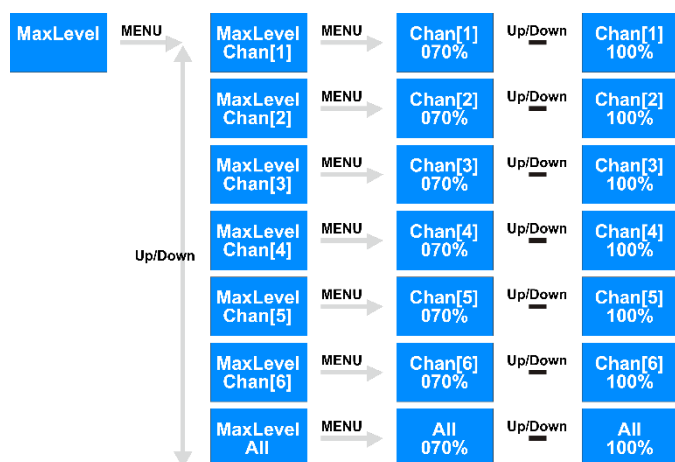 MaxLevel MENU MaxLevel MENU Chan[1] Up/Down Chan[1]
Chan[1] 070% 100%
MaxLevel MENU Chan[2] Up/Down Chan[2]
Chan[2] 070% 100%
MaxLevel MENU Chan[3] Up/Down Chan[3]
Chan[3] 070% 100%
MaxLevel MENU Chan[4] Up/Down Chan[4]
Chan[4] 070% 100%
Up/Down
MaxLevel MENU Chan[5] Up/Down Chan[5]
Chan[5] 070% 100%
MaxLevel MENU Chan[6] Up/Down Chan[6]
Chan[6] 070% 100%
MaxLevel MENU All Up/Down All
All 070% 100%